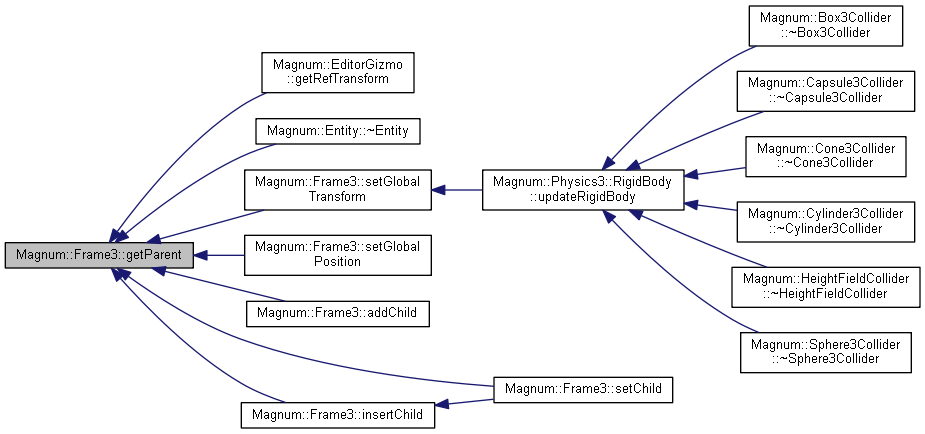 Magnum::Box3Collider
::~Box3Collider
Magnum::EditorGizmo
::getRefTransform
Magnum::Capsule3Collider
::~Capsule3Collider
Magnum::Entity::~Entity
Magnum::Cone3Collider
::~Cone3Collider
Magnum::Frame3::setGlobal
Transform
Magnum::Physics3::RigidBody
::updateRigidBody
Magnum::Cylinder3Collider
::~Cylinder3Collider
Magnum::Frame3::getParent
Magnum::Frame3::setGlobal
Position
Magnum::HeightFieldCollider
::~HeightFieldCollider
Magnum::Frame3::addChild
Magnum::Sphere3Collider
::~Sphere3Collider
Magnum::Frame3::setChild
Magnum::Frame3::insertChild